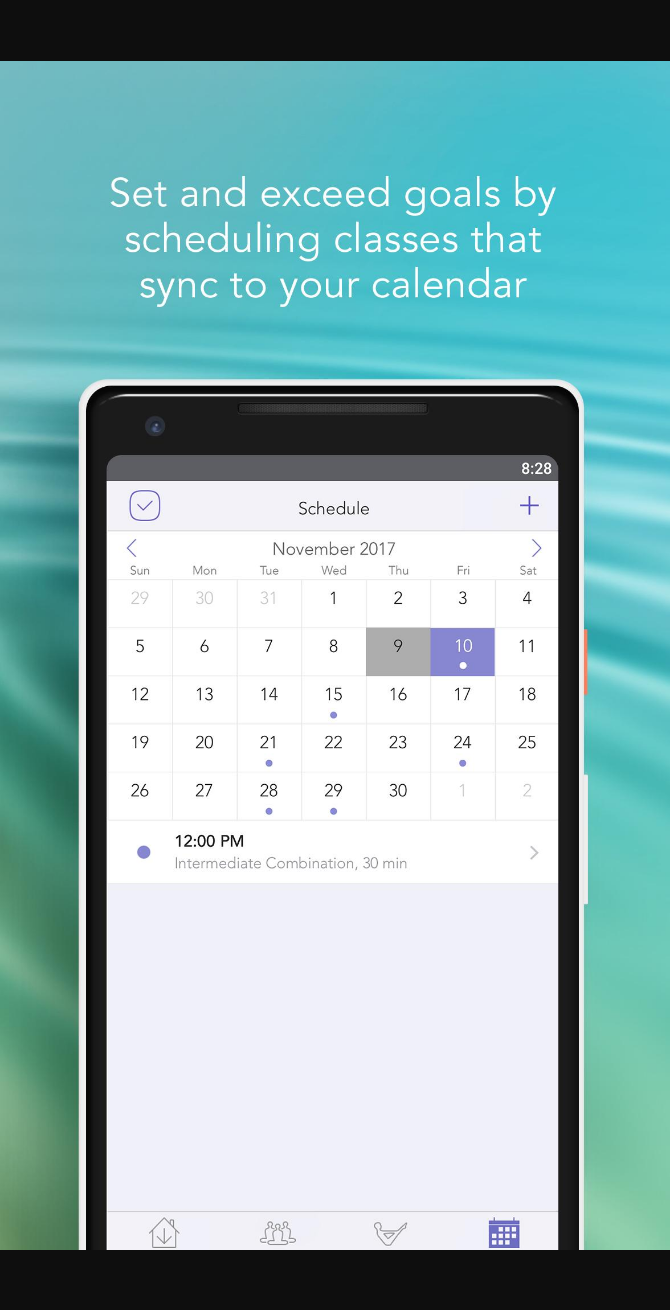 Set and exceed goals by
scheduling classes that
sync to your calendar
8:28
Schedule
November 2017
Sun Mon Tue Wed Thu Fri Sat
29 30 31 1 2 3 4
5 6 7 8 9 10 11
12 13 14 15 16 17 18
19 20 21 22 23 24 25
26 27 28 29 30 1 2
12:00 PM
Intermediate Combination, 30 min